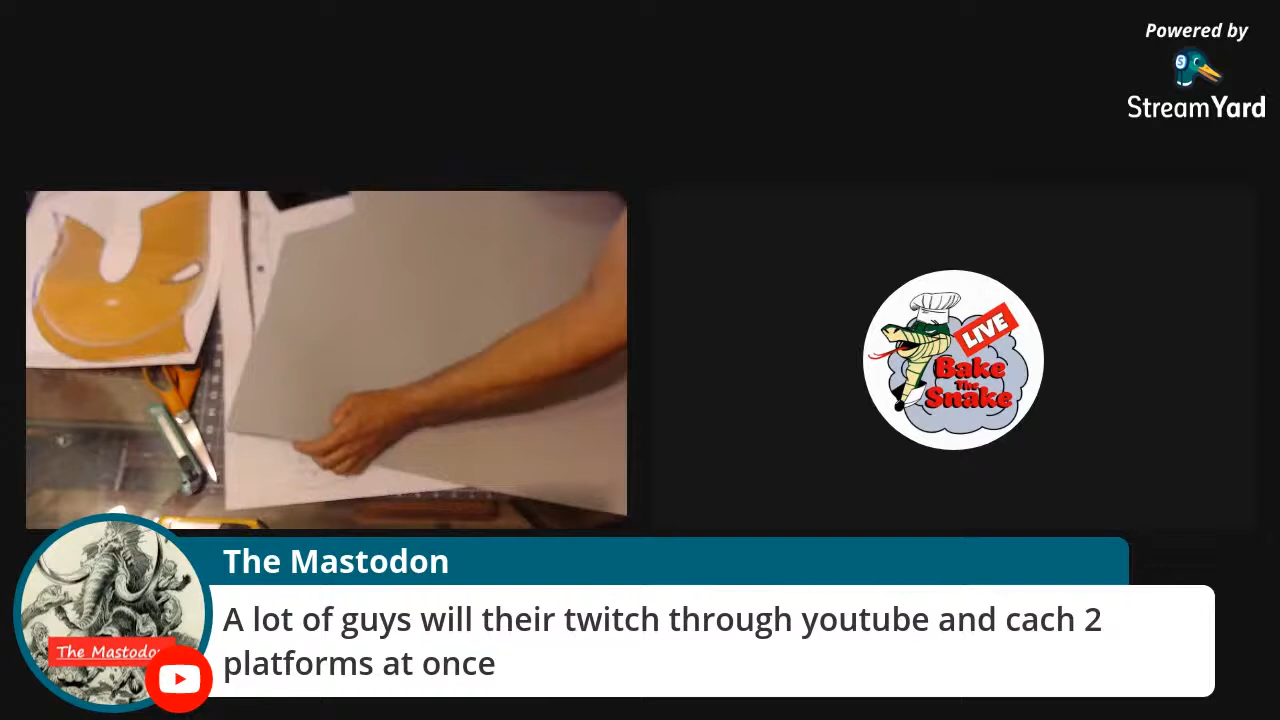 Powered by
StreamYard
LIVE
Bake
The
Snake
The Mastodon
A lot of guys will their twitch through youtube and cach 2
platforms at once
The Mastodo